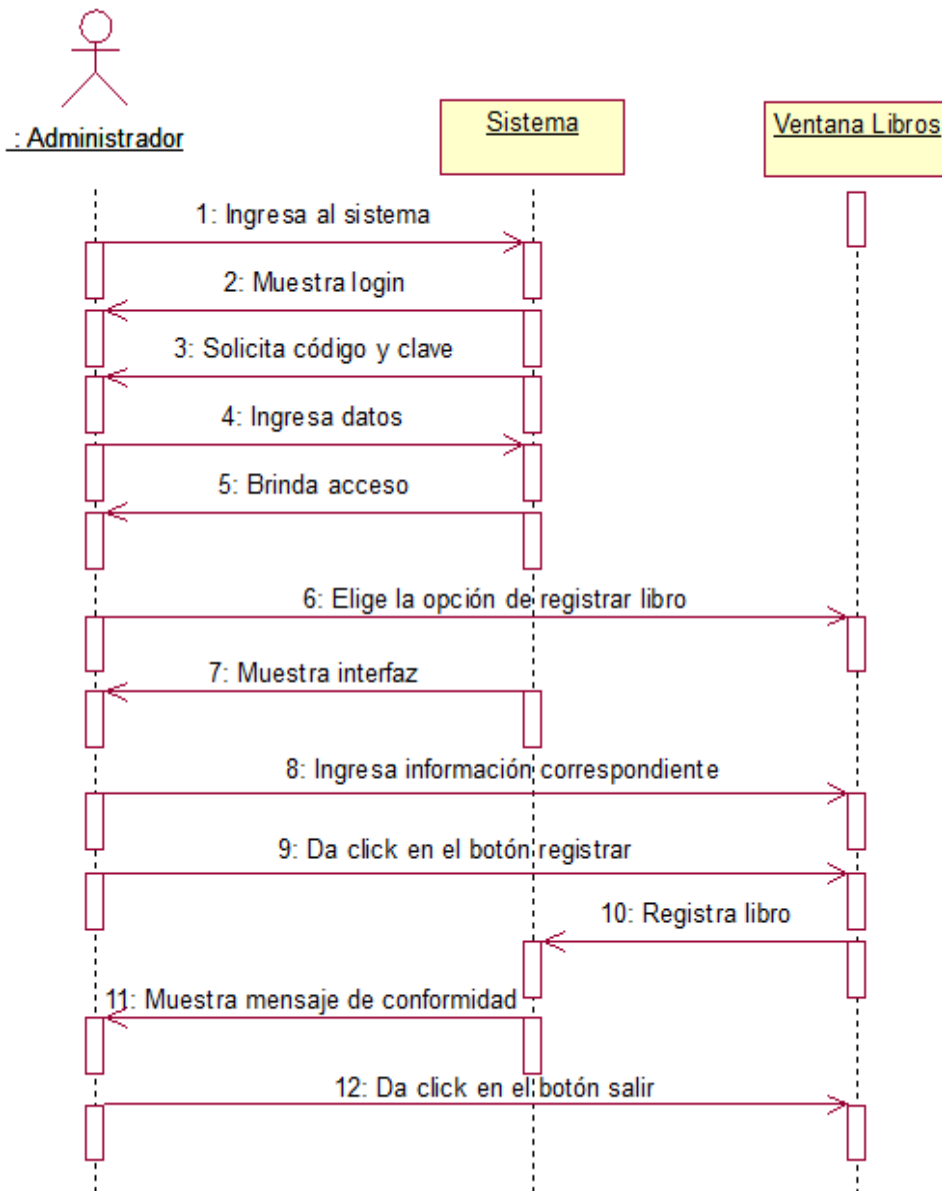 : Administrador
Sistema
Ventana Libros
1: Ingresa al sistema
2: Muestra login
3: Solicita código y clave
4: Ingresa datos
5: Brinda acceso
6: Elige la opción de registrar libro
7: Muestra interfaz
8: Ingresa información correspondiente
9: Da click en el botón registrar
10: Registra libro
11: Muestra mensaje de conformidad
12: Da click en el botón salir